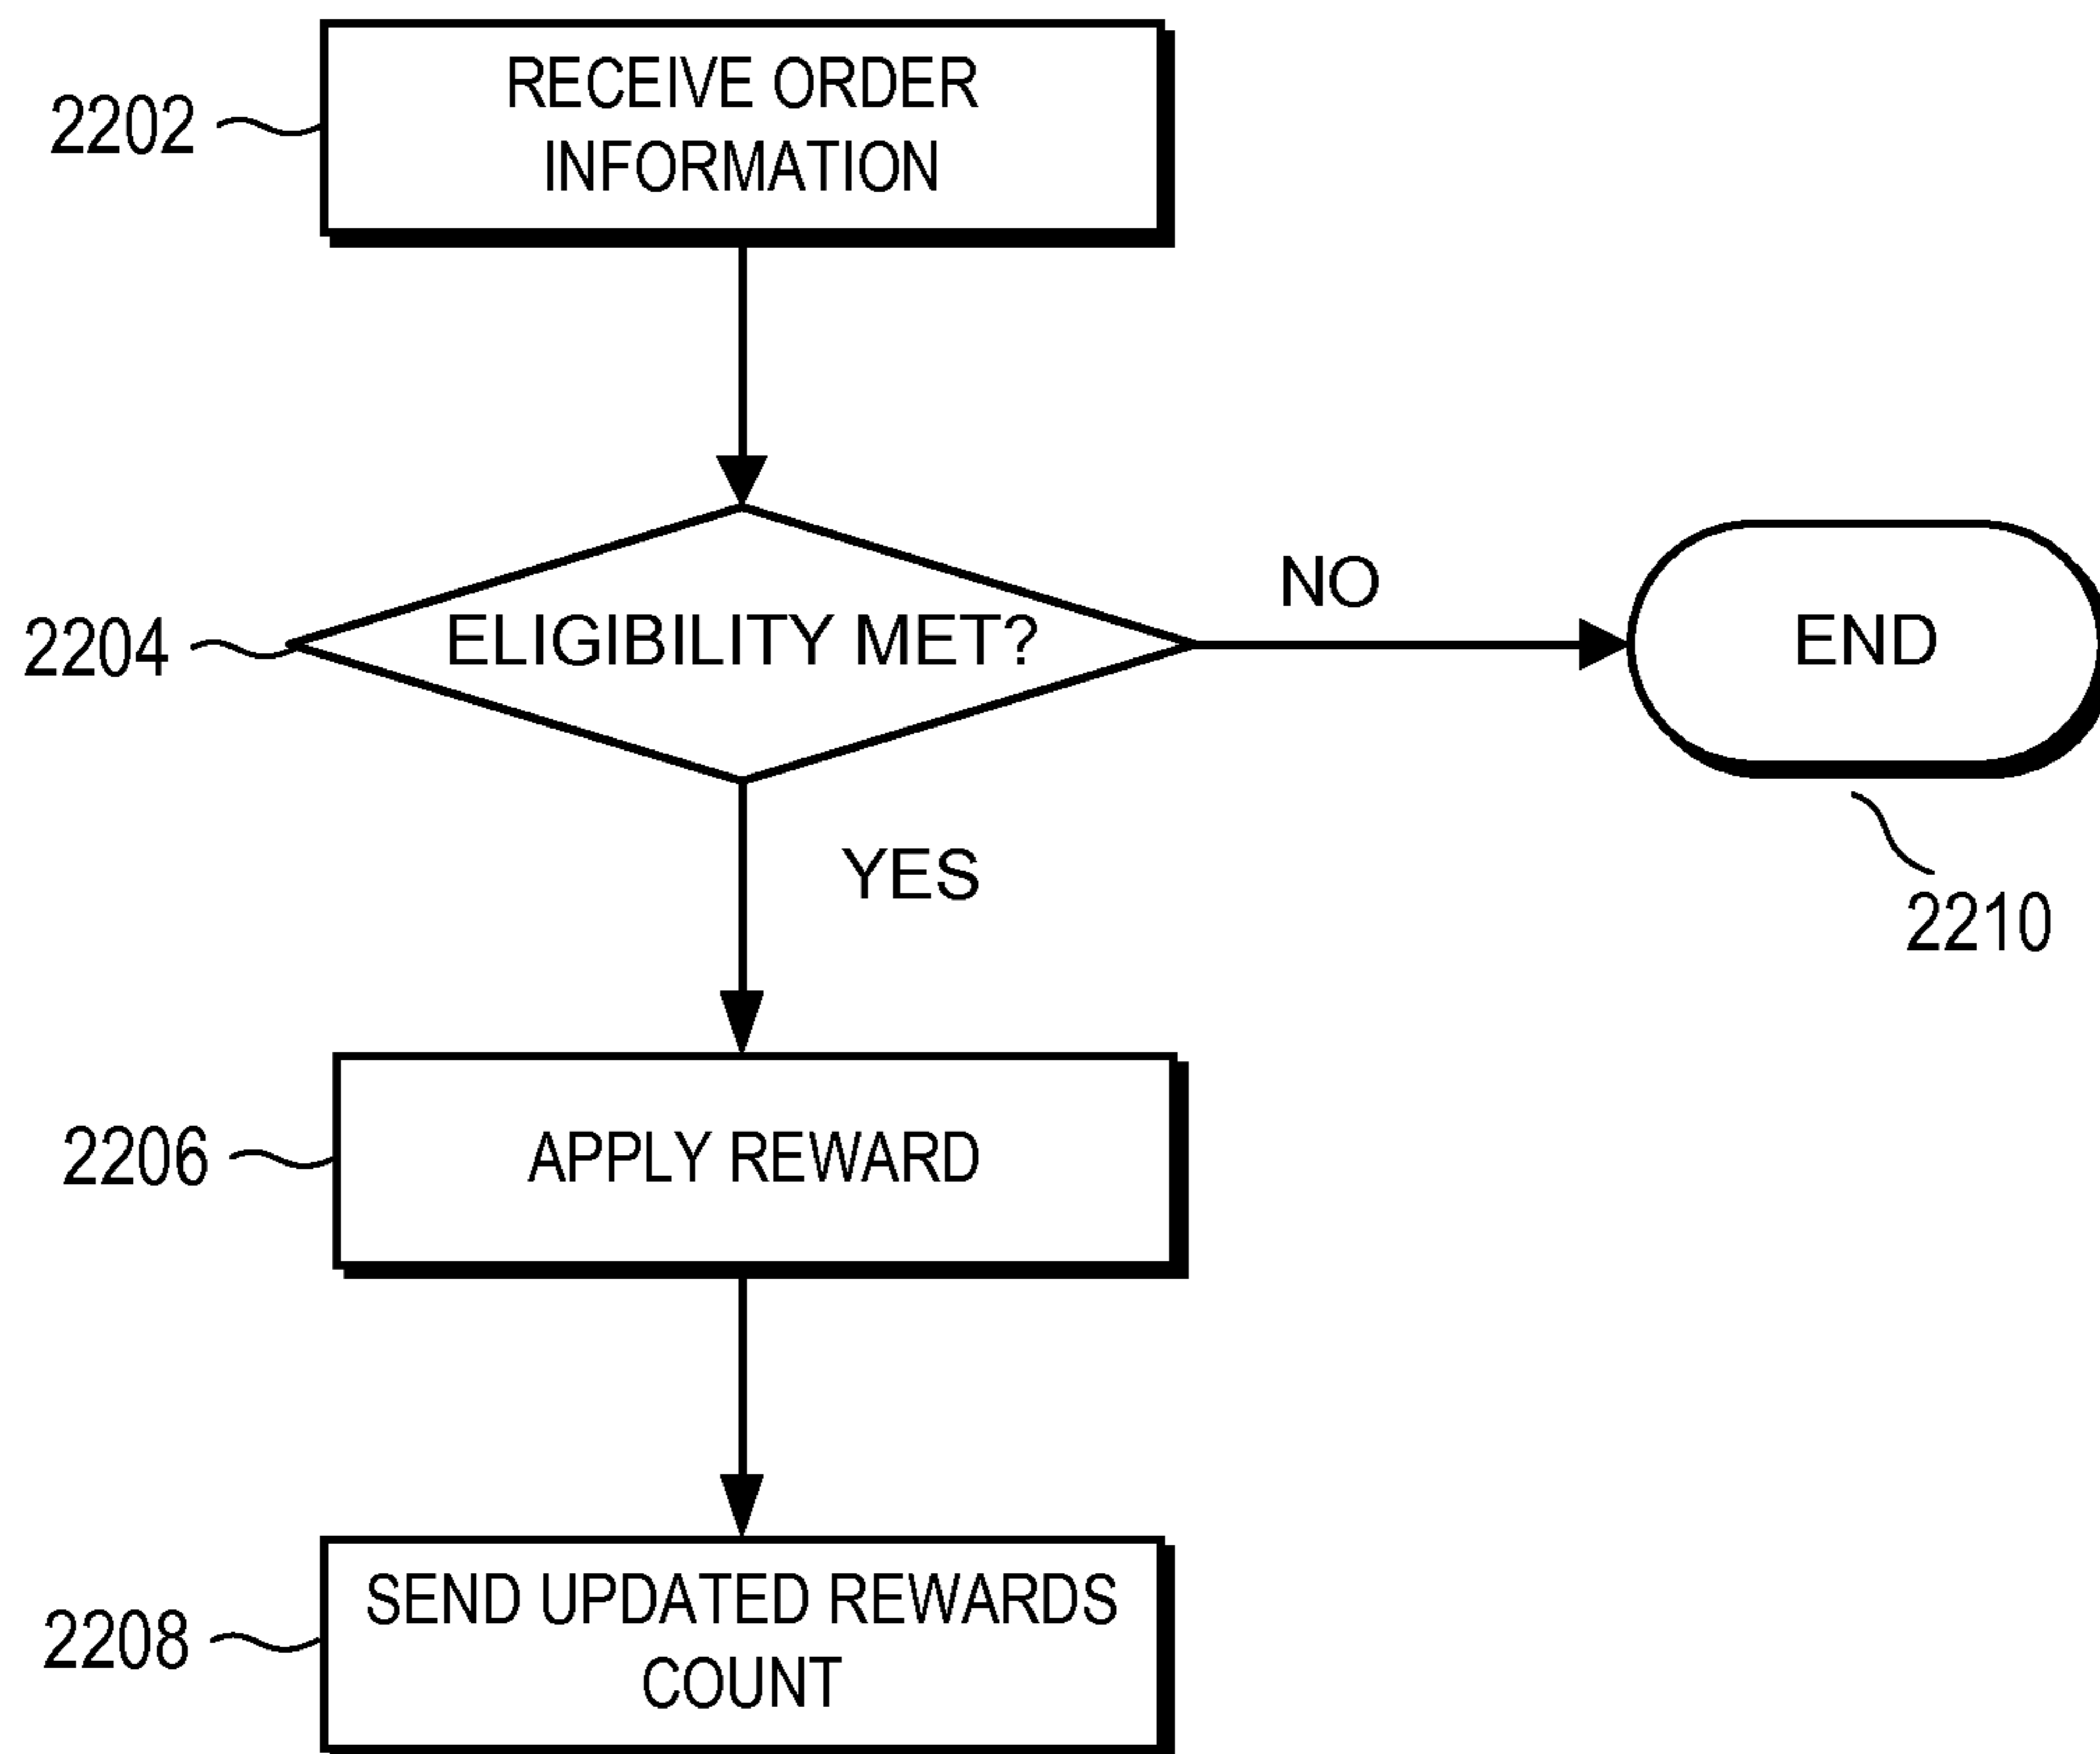 2202
RECEIVE ORDER
INFORMATION
2204
ELIGIBILITY MET?
NO
END
2210
YES
2206
APPLY REWARD
2208
SEND UPDATED REWARDS
COUNT